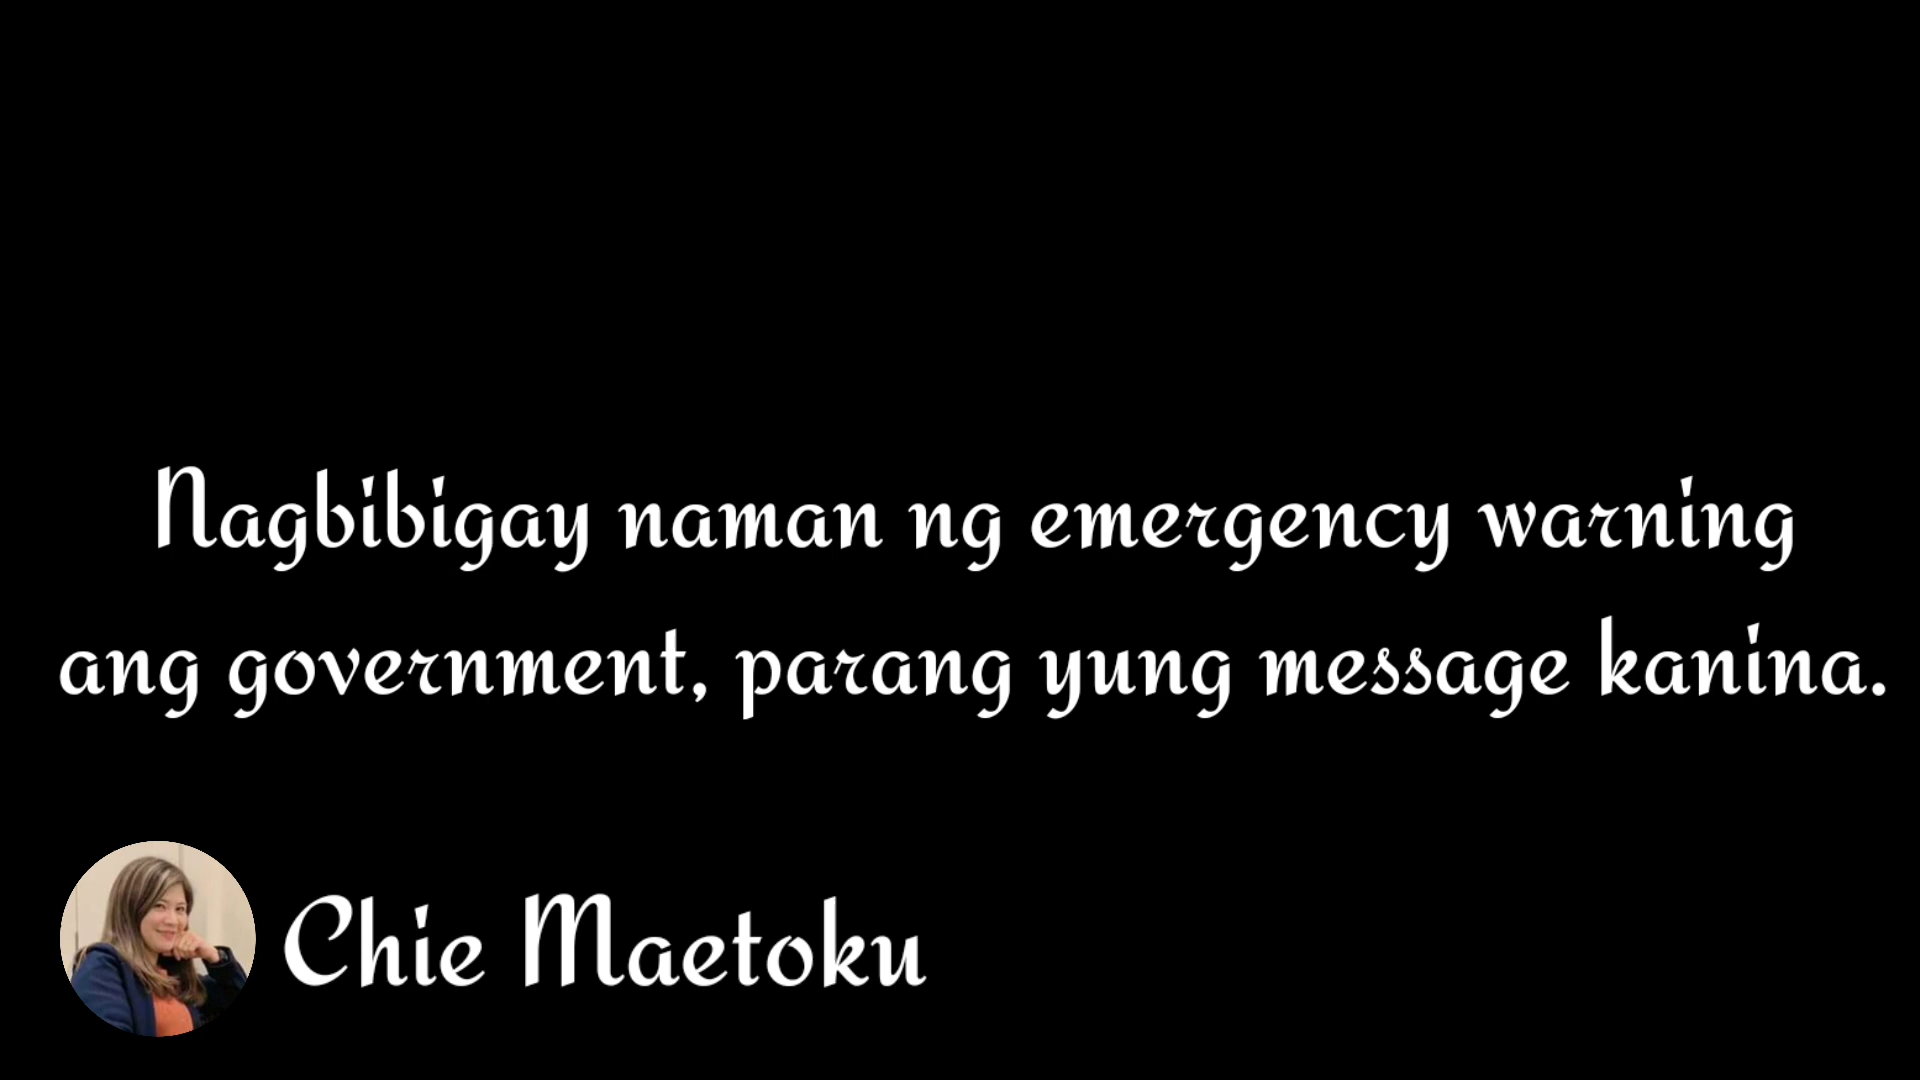 Nagbibigay naman ng emergency warning
ang government, parang yung message kanina.
Chie Maetoku